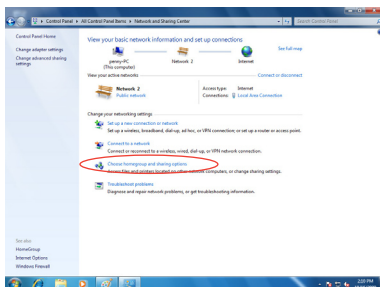 Control Panel ▸ All Control Panel Items ▸ Network and Sharing Center
Search Control Panel
Control Panel Home
Change adapter settings
Change advanced sharing
settings
See also
HomeGroup
Internet Options
Windows Firewall
View your basic network information and set up connections
See full map
penny-PC
(This computer)
Network 2
Internet
View your active networks
Connect or disconnect
Network 2
Public network
Access type: Internet
Connections: Local Area Connection
Change your networking settings
Set up a new connection or network
Set up a wireless, broadband, dial-up, ad hoc, or VPN connection; or set up a router or access point.
Connect to a network
Connect or reconnect to a wireless, wired, dial-up, or VPN network connection.
Choose homegroup and sharing options
Access files and printers located on other network computers, or change sharing settings.
Troubleshoot problems
Diagnose and repair network problems, or get troubleshooting information.
2:10 PM